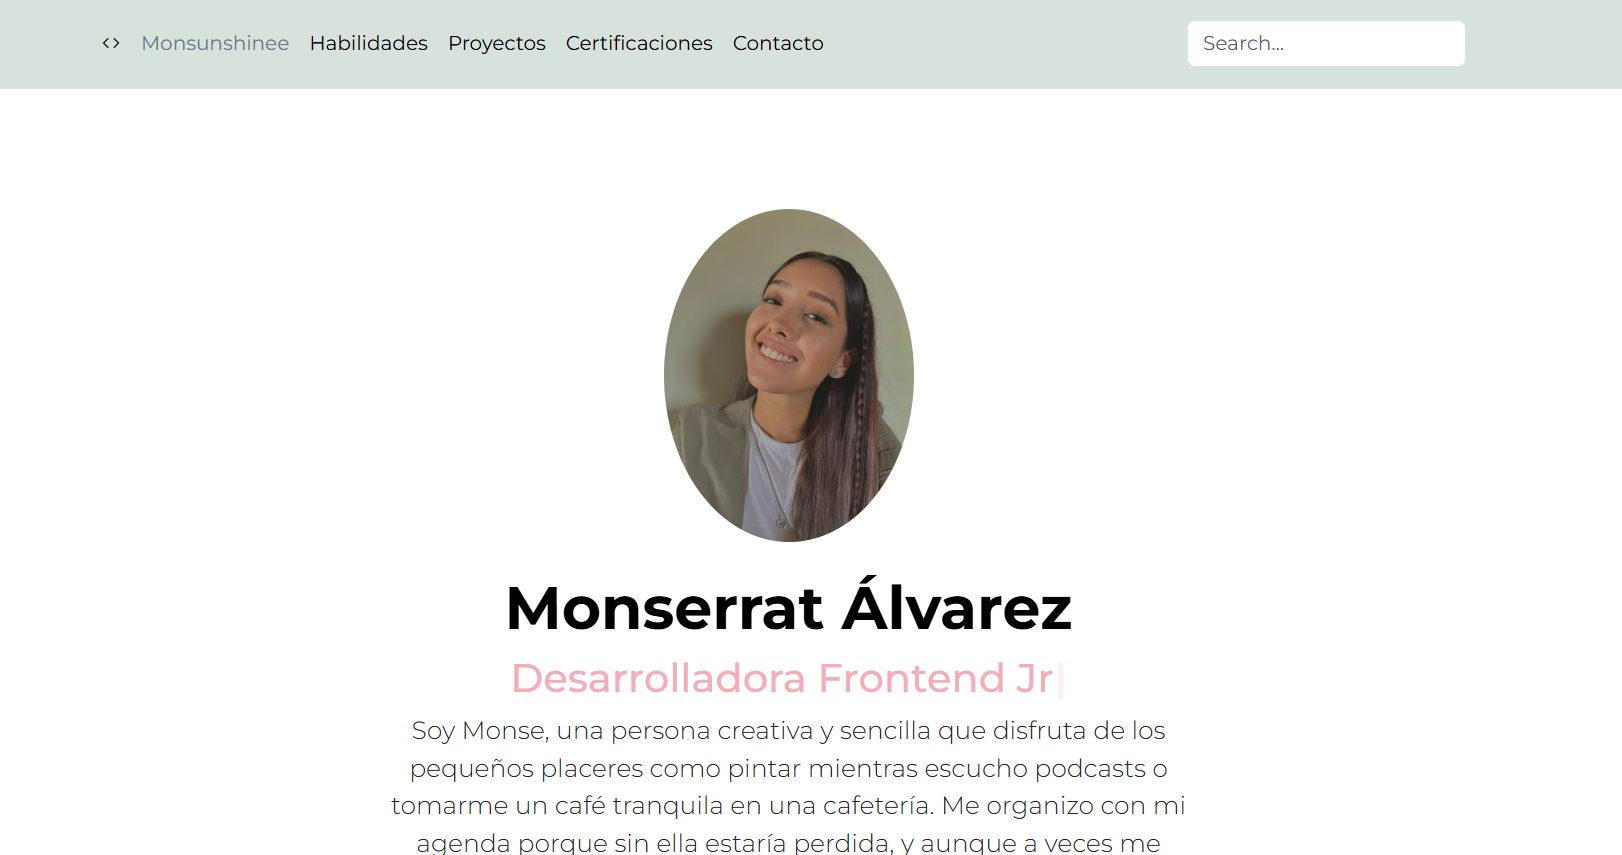 <> Monsunshinee Habilidades Proyectos Certificaciones Contacto Search...
Monserrat Álvarez
Desarrolladora Frontend Jr|
Soy Monse, una persona creativa y sencilla que disfruta de los
pequeños placeres como pintar mientras escucho podcasts o
tomarme un café tranquila en una cafetería. Me organizo con mi
agenda porque sin ella estaría perdida, y aunque a veces me